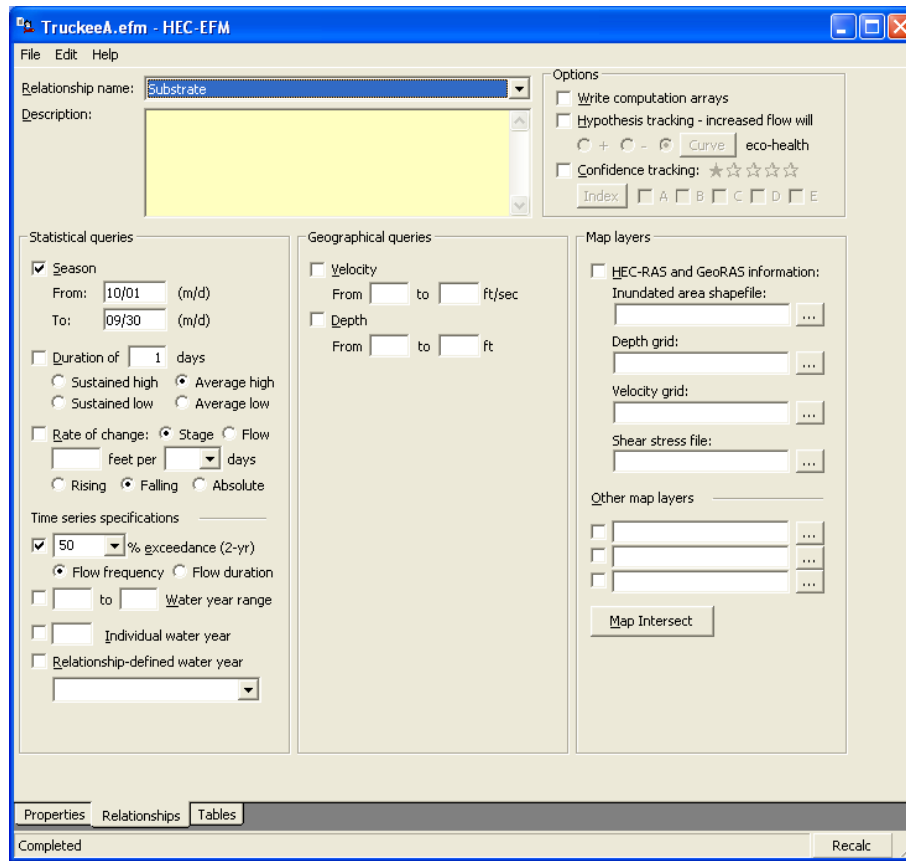 TruckeeA.efm - HEC-EFM
File Edit Help
Relationship name: Substrate
Description:
Options
Write computation arrays
Hypothesis tracking - increased flow will
+ - Curve eco-health
Confidence tracking:
Index A B C D E
Statistical queries
Season
From: 10/01 (m/d)
To: 09/30 (m/d)
Duration of 1 days
Sustained high Average high
Sustained low Average low
Rate of change: Stage Flow
feet per days
Rising Falling Absolute
Time series specifications
50 % exceedance (2-yr)
Flow frequency Flow duration
to Water year range
Individual water year
Relationship-defined water year
Geographical queries
Velocity
From to ft/sec
Depth
From to ft
Map layers
HEC-RAS and GeoRAS information:
Inundated area shapefile:
...
Depth grid:
...
Velocity grid:
...
Shear stress file:
...
Other map layers
...
...
...
Map Intersect
Properties Relationships Tables
Completed Recalc